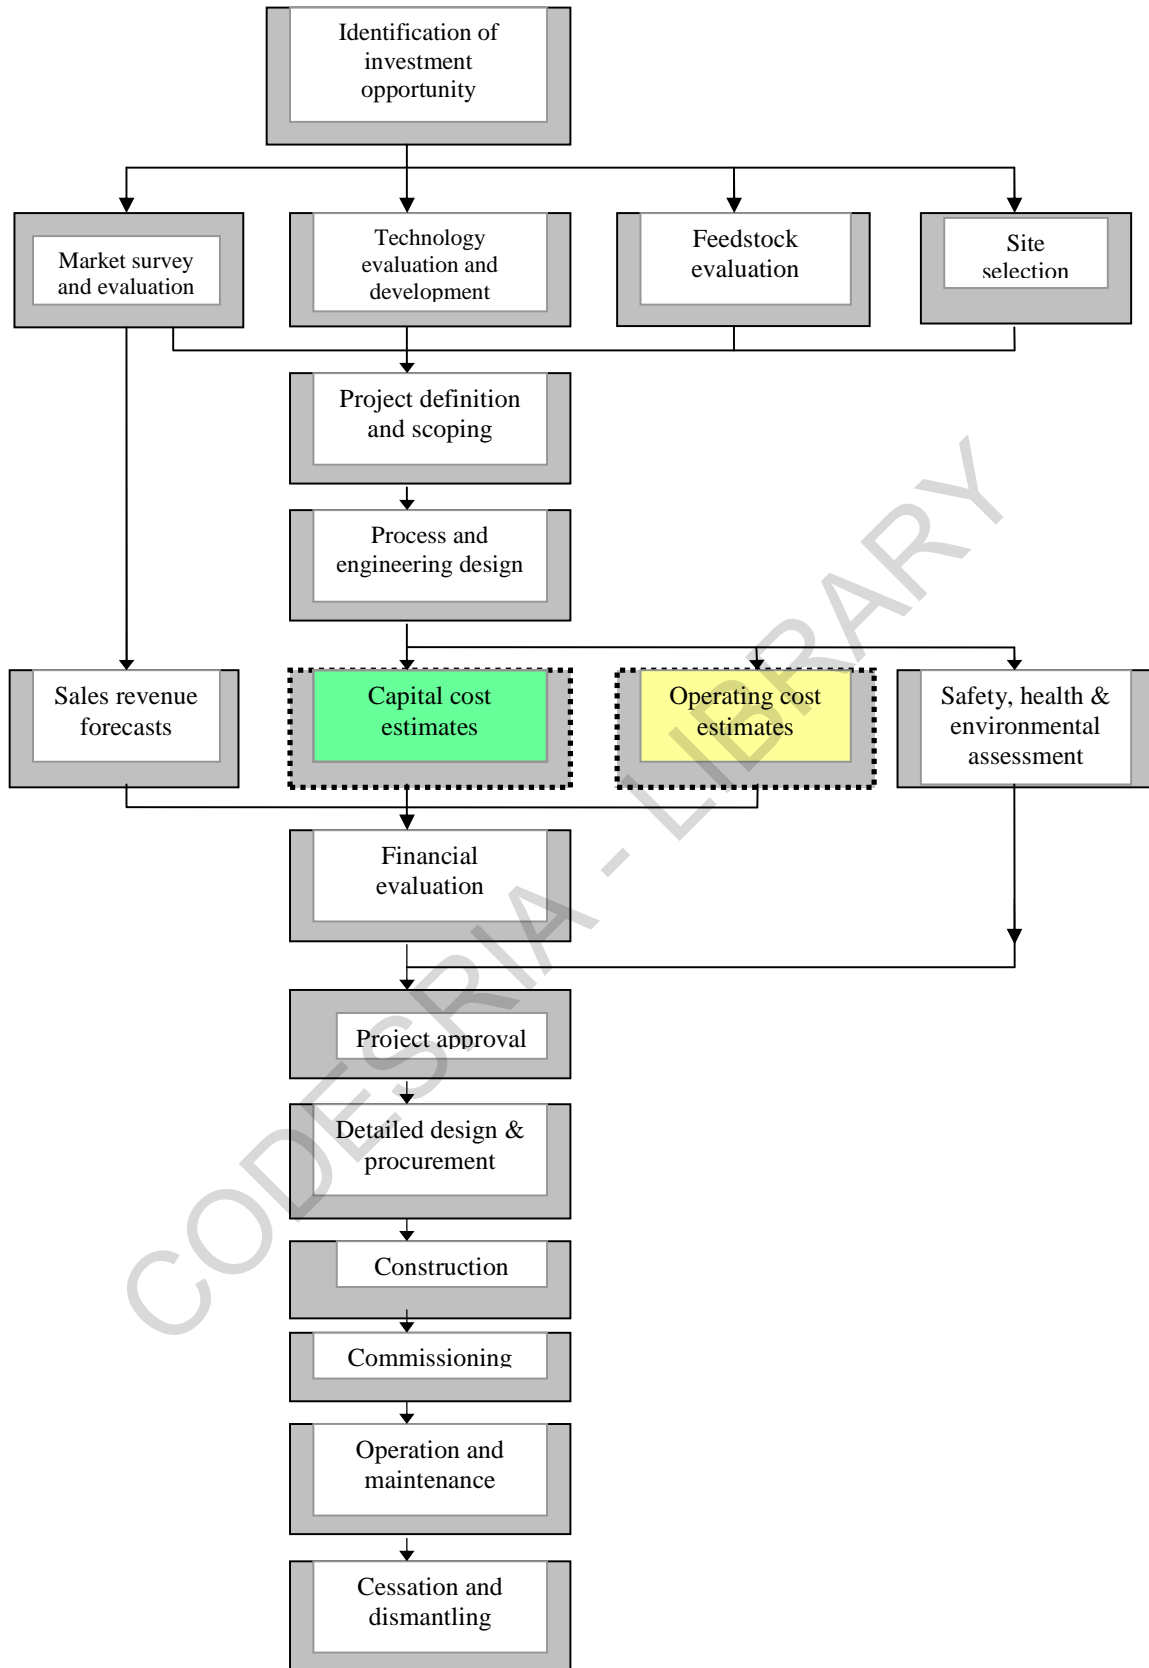 Identification of
investment
opportunity
Market survey
and evaluation
Technology
evaluation and
development
Feedstock
evaluation
Site
selection
Project definition
and scoping
Process and
engineering design
Sales revenue
forecasts
Capital cost
estimates
Operating cost
estimates
Safety, health &
environmental
assessment
Financial
evaluation
Project approval
Detailed design &
procurement
Construction
Commissioning
Operation and
maintenance
Cessation and
dismantling
CODESRIA - LIBRARY